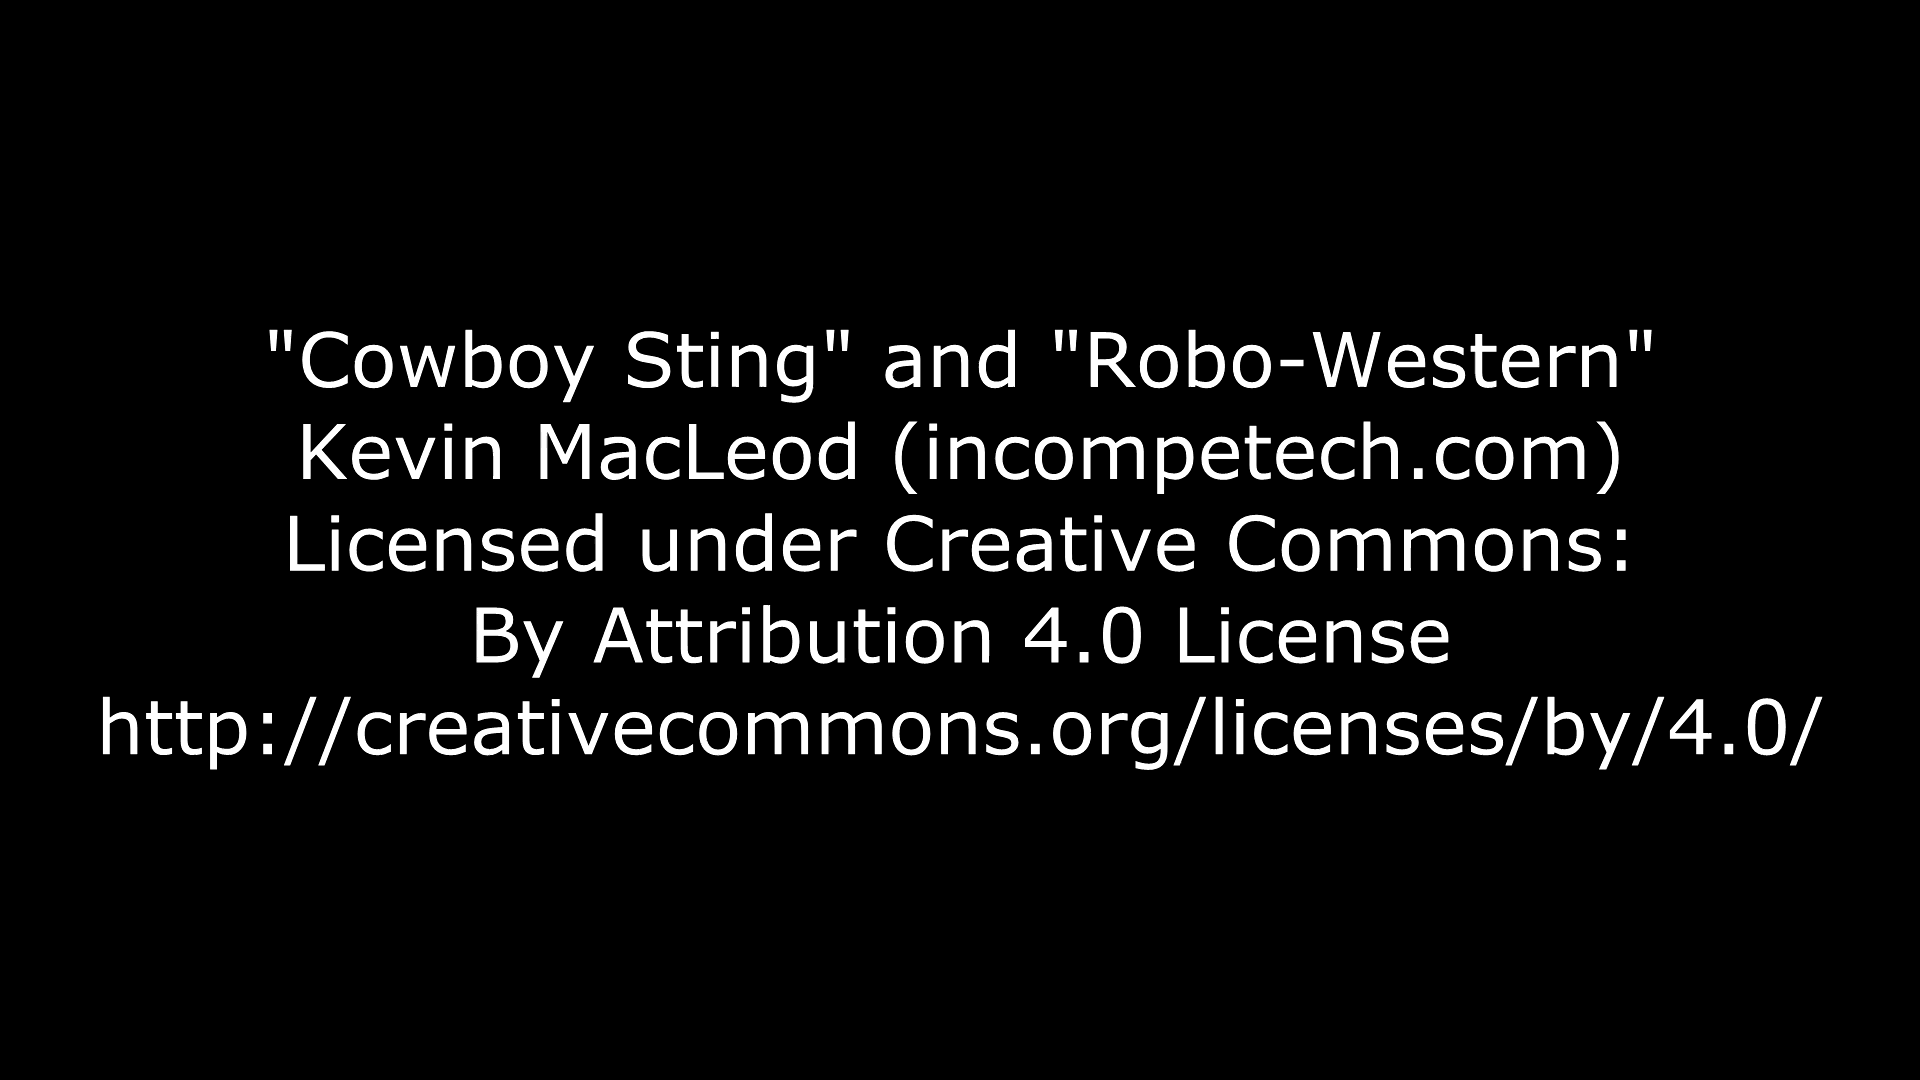 "Cowboy Sting" and "Robo-Western"
Kevin MacLeod (incompetech.com)
Licensed under Creative Commons:
By Attribution 4.0 License
http://creativecommons.org/licenses/by/4.0/